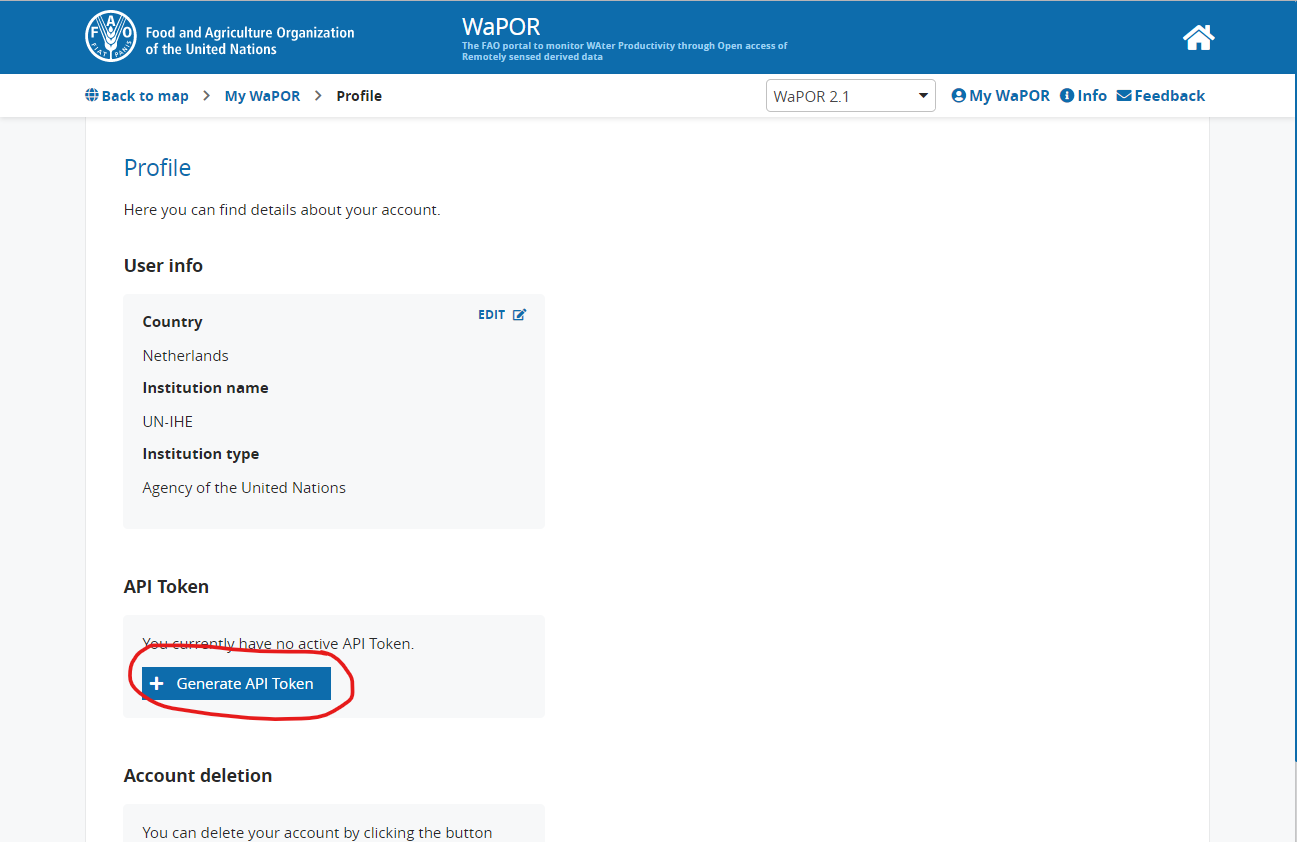 Food and Agriculture Organization
of the United Nations
WaPOR
The FAO portal to monitor WAter Productivity through Open access of
Remotely sensed derived data
Back to map > My WaPOR > Profile
WaPOR 2.1
My WaPOR Info Feedback
Profile
Here you can find details about your account.
User info
EDIT
Country
Netherlands
Institution name
UN-IHE
Institution type
Agency of the United Nations
API Token
You currently have no active API Token.
+ Generate API Token
Account deletion
You can delete your account by clicking the button